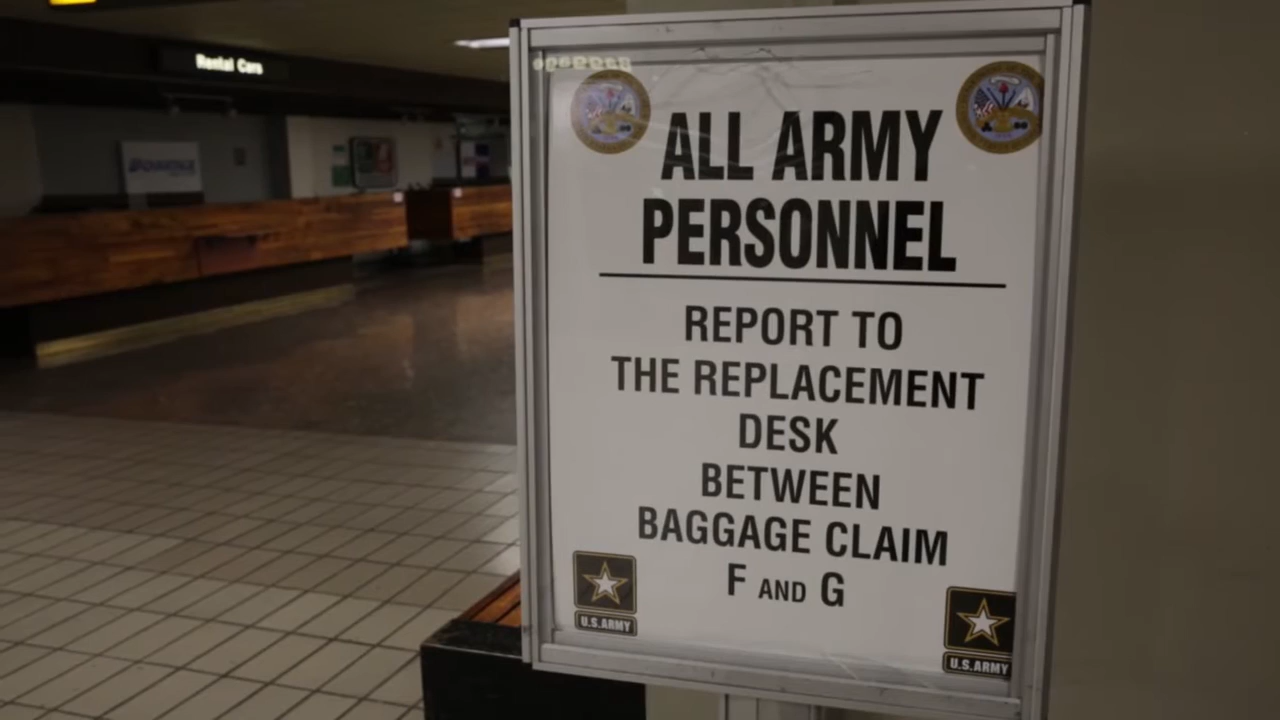 Rental Cars
ALL ARMY
PERSONNEL
REPORT TO
THE REPLACEMENT
DESK
BETWEEN
BAGGAGE CLAIM
F AND G
U.S.ARMY
U.S.ARMY